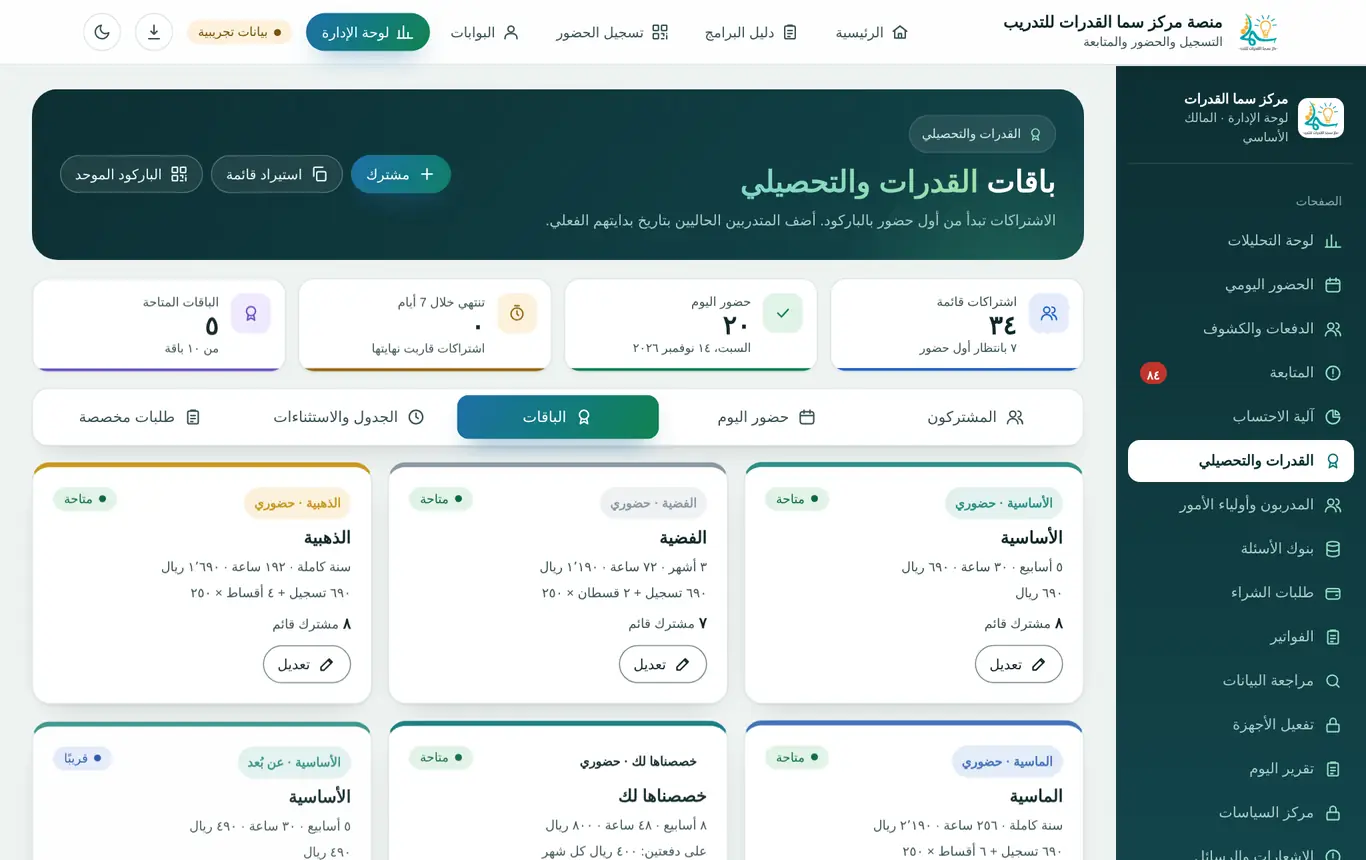 منصة مركز سما القدرات للتدريب
التسجيل والحضور والمتابعة
الرئيسية
دليل البرامج
تسجيل الحضور
البوابات
لوحة الإدارة
بيانات تجريبية
مركز سما القدرات
لوحة الإدارة · المالك الأساسي
الصفحات
لوحة التحليلات
الحضور اليومي
الدفعات والكشوف
المتابعة
٨٤
آلية الاحتساب
القدرات والتحصيلي
المدربون وأولياء الأمور
بنوك الأسئلة
طلبات الشراء
الفواتير
مراجعة البيانات
تفعيل الأجهزة
تقرير اليوم
مركز السياسات
الإشعارات والرسائل
القدرات والتحصيلي
باقات القدرات والتحصيلي
الاشتراكات تبدأ من أول حضور بالباركود. أضف المتدربين الحاليين بتاريخ بدايتهم الفعلي.
مشترك
استيراد قائمة
الباركود الموحد
اشتراكات قائمة
٣٤
٧ بانتظار أول حضور
حضور اليوم
٢٠
السبت، ١٤ نوفمبر ٢٠٢٦
تنتهي خلال 7 أيام
٠
اشتراكات قاربت نهايتها
الباقات المتاحة
٥
من ١٠ باقة
المشتركون
حضور اليوم
الباقات
الجدول والاستثناءات
طلبات مخصصة
الأساسية · حضوري
متاحة
الأساسية
٥ أسابيع · ٣٠ ساعة · ٦٩٠ ريال
٦٩٠ ريال
٨ مشترك قائم
تعديل
الفضية · حضوري
متاحة
الفضية
٣ أشهر · ٧٢ ساعة · ١٬١٩٠ ريال
٦٩٠ تسجيل + ٢ قسطان × ٢٥٠
٧ مشترك قائم
تعديل
الذهبية · حضوري
متاحة
الذهبية
سنة كاملة · ١٩٢ ساعة · ١٬٦٩٠ ريال
٦٩٠ تسجيل + ٤ أقساط × ٢٥٠
٨ مشترك قائم
تعديل
الماسية · حضوري
متاحة
الماسية
سنة كاملة · ٢٥٦ ساعة · ٢٬١٩٠ ريال
٦٩٠ تسجيل + ٦ أقساط × ٢٥٠
خصصناها لك · حضوري
متاحة
خصصناها لك
٨ أسابيع · ٤٨ ساعة · ٨٠٠ ريال
على دفعتين: ٤٠٠ ريال كل شهر
الأساسية · عن بُعد
قريبًا
الأساسية
٥ أسابيع · ٣٠ ساعة · ٤٩٠ ريال
٤٩٠ ريال